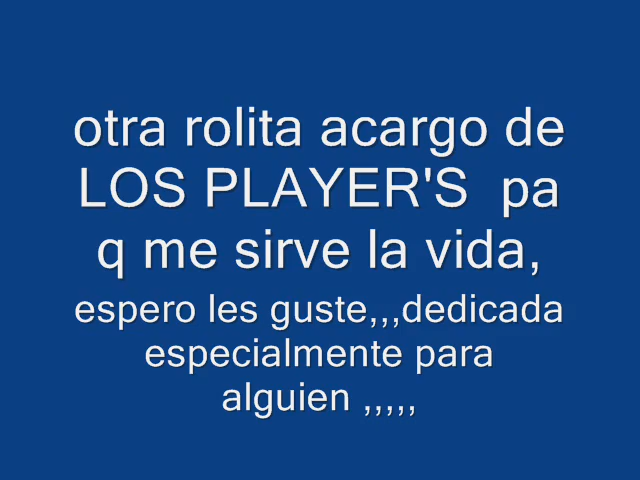 otra rolita acargo de
LOS PLAYER'S  pa
q me sirve la vida,
espero les guste,,,dedicada
especialmente para
alguien ,,,,,